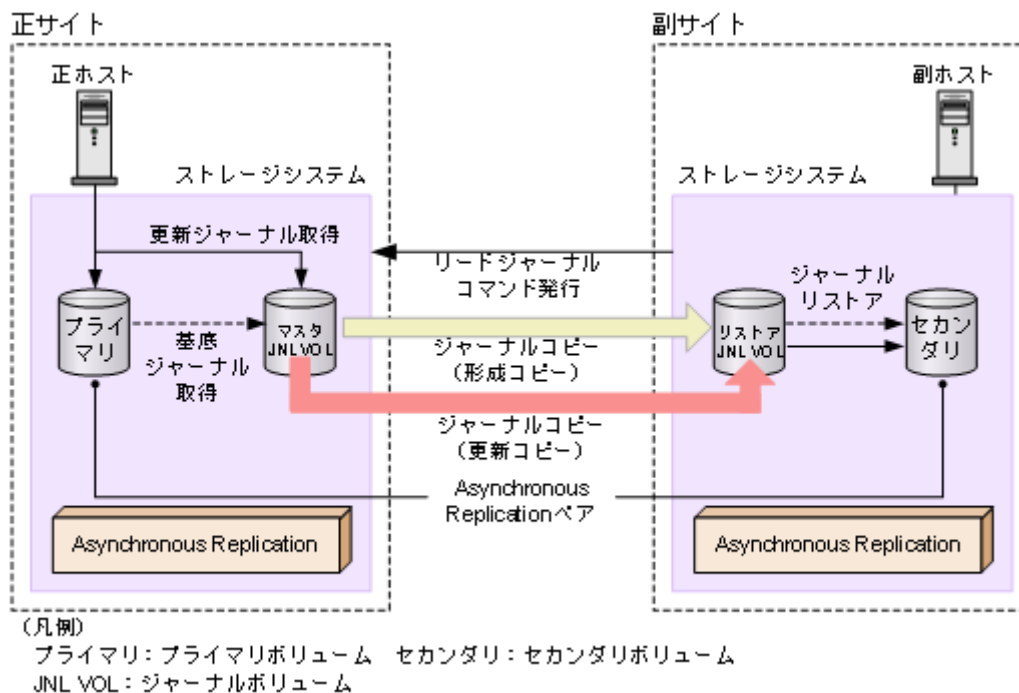 正サイト
副サイト
正ホスト
副ホスト
ストレージシステム
ストレージシステム
更新ジャーナル取得
リードジャーナル
コマンド発行
ジャーナル
リストア
プライ
マリ
マスタ
JNL VOL
リストア
JNL VOL
セカン
ダリ
基底
ジャーナル
取得
ジャーナルコピー
（形成コピー）
ジャーナルコピー
（更新コピー）
Asynchronous
Replicationペア
Asynchronous Replication
Asynchronous Replication
（凡例）
プライマリ：プライマリボリューム　セカンダリ：セカンダリボリューム
JNL VOL：ジャーナルボリューム